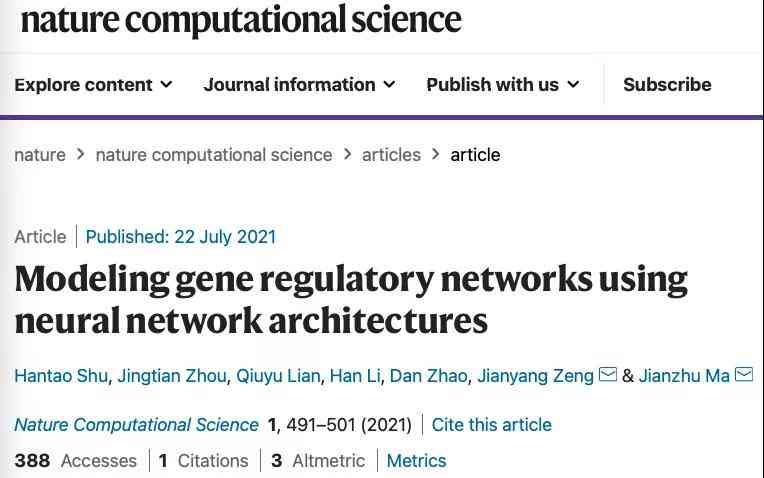 nature computational science
Explore content Journal information Publish with us Subscribe
nature > nature computational science > articles > article
Article | Published: 22 July 2021
Modeling gene regulatory networks using
neural network architectures
Hantao Shu, Jingtian Zhou, Qiuyu Lian, Han Li, Dan Zhao, Jianyang Zeng & Jianzhu Ma
Nature Computational Science 1, 491–501 (2021) | Cite this article
388 Accesses | 1 Citations | 3 Altmetric | Metrics